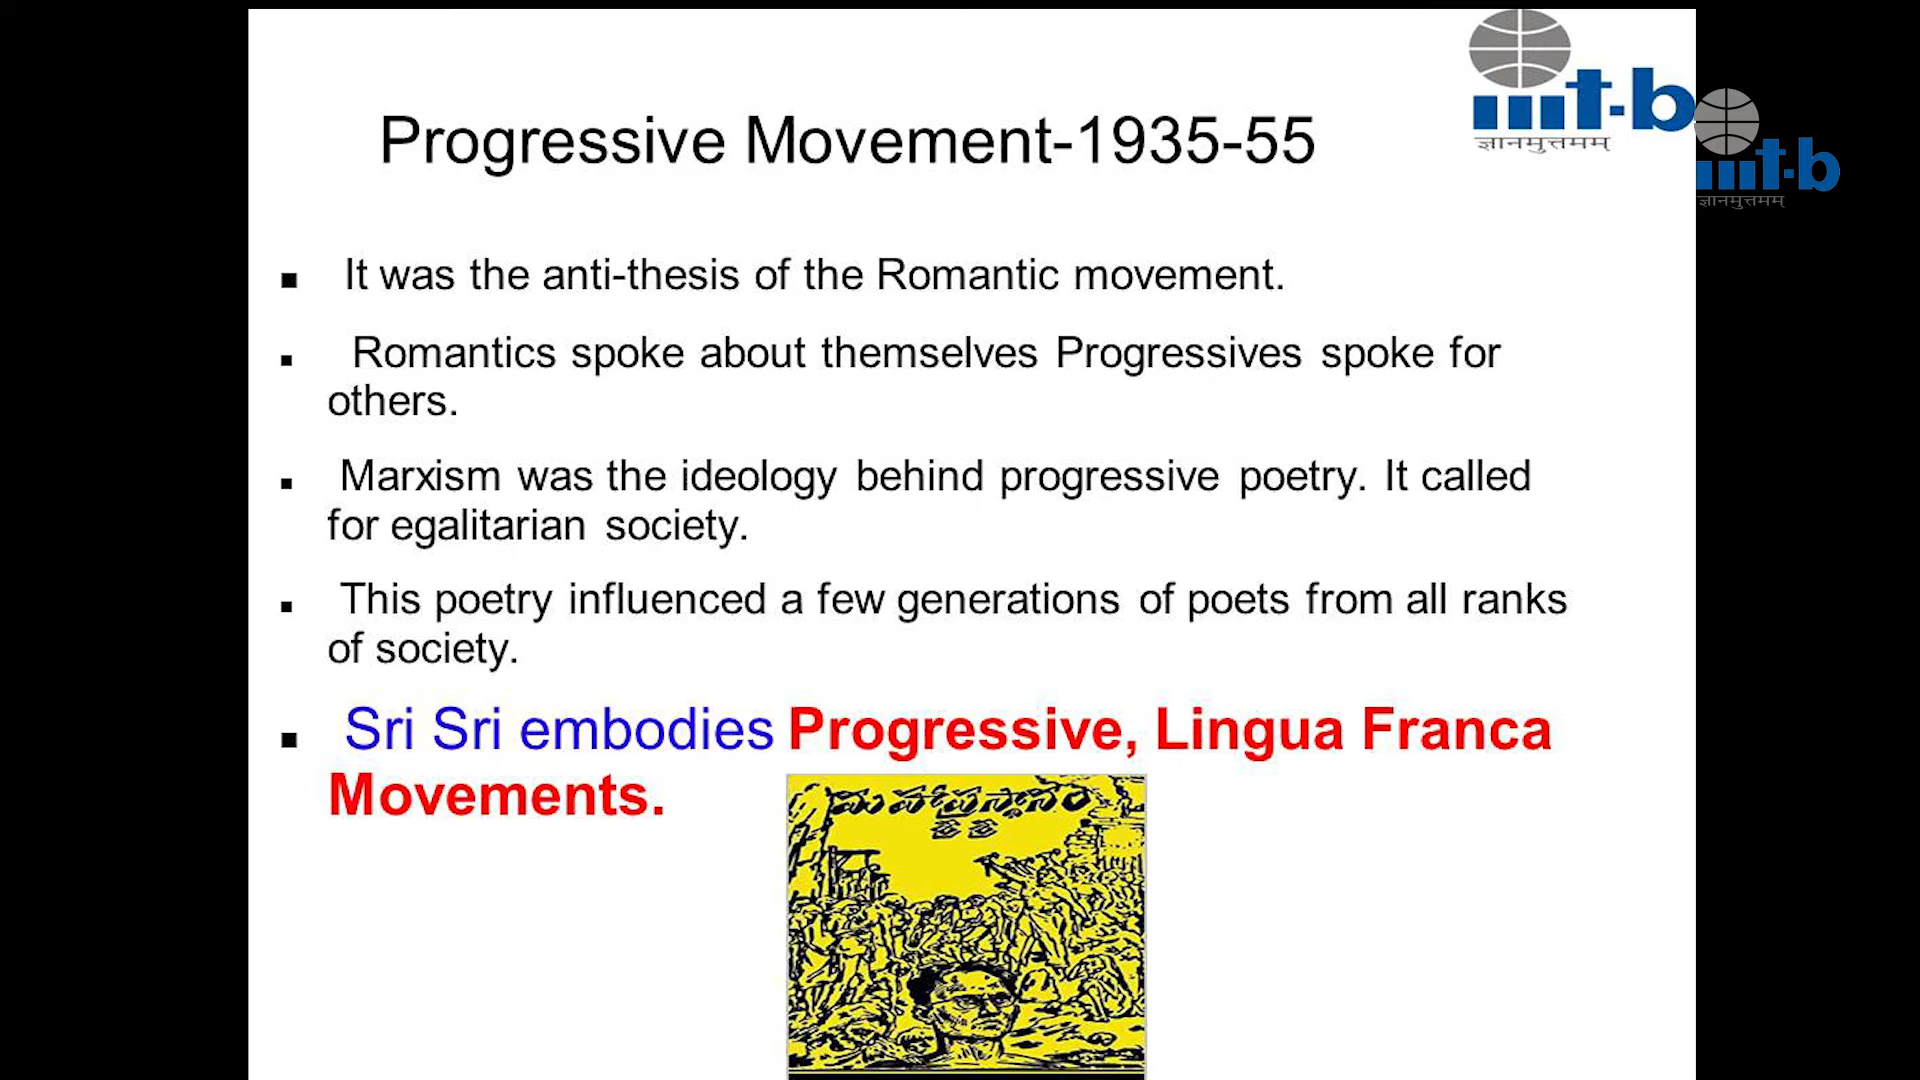 iiit-b
ज्ञानमुत्तमम्
iiit-b
ज्ञानमुत्तमम्
Progressive Movement-1935-55
It was the anti-thesis of the Romantic movement.
Romantics spoke about themselves Progressives spoke for
others.
Marxism was the ideology behind progressive poetry. It called
for egalitarian society.
This poetry influenced a few generations of poets from all ranks
of society.
Sri Sri embodies Progressive, Lingua Franca
Movements.
మహాప్రస్థానం
శ్రీ శ్రీ